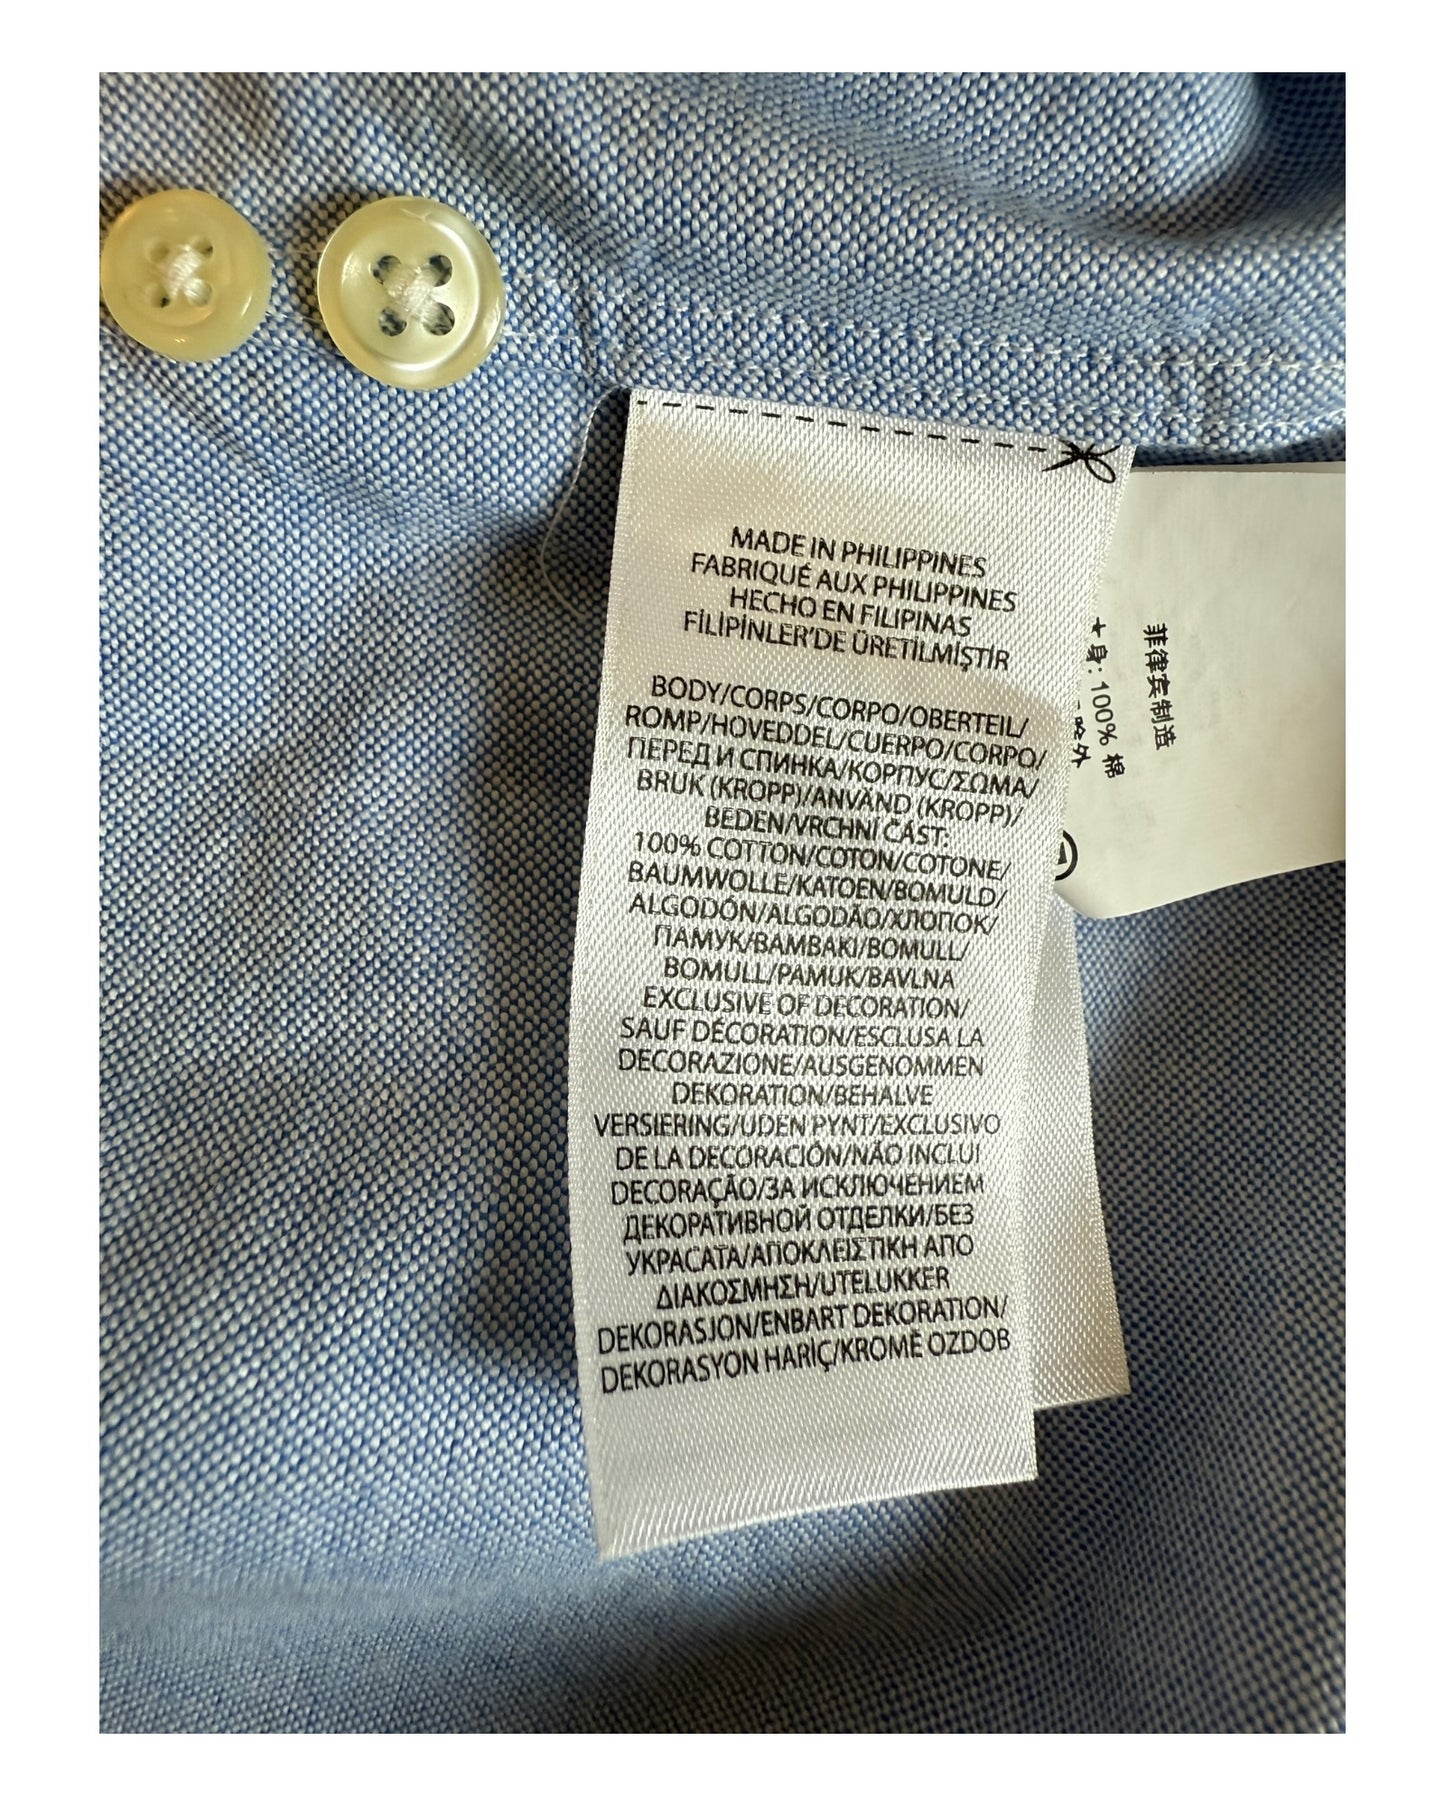 MADE IN PHILIPPINES
FABRIQUÉ AUX PHILIPPINES
HECHO EN FILIPINAS
FİLİPİNLER'DE ÜRETİLMİŞTİR
BODY/CORPS/CORPO/OBERTEIL/
ROMP/HOVEDDEL/CUERPO/CORPO/
ПЕРЕД И СПИНКА/КОРПУС/ΣΩΜΑ/
BRUK (KROPP)/ANVÄND (KROPP)/
BEDEN/VRCHNÍ ČÁST:
100% COTTON/COTON/COTONE/
BAUMWOLLE/KATOEN/BOMULD/
ALGODÓN/ALGODÃO/ХЛОПОК/
ПАМУК/ΒΑΜΒΑΚΙ/BOMULL/
BOMULL/PAMUK/BAVLNA
EXCLUSIVE OF DECORATION/
SAUF DÉCORATION/ESCLUSA LA
DECORAZIONE/AUSGENOMMEN
DEKORATION/BEHALVE
VERSIERING/UDEN PYNT/EXCLUSIVO
DE LA DECORACIÓN/NÃO INCLUI
DECORAÇÃO/ЗА ИСКЛЮЧЕНИЕМ
ДЕКОРАТИВНОЙ ОТДЕЛКИ/БЕЗ
УКРАСАТА/ΑΠΟΚΛΕΙΣΤΙΚΗ ΑΠΟ
ΔΙΑΚΟΣΜΗΣΗ/UTELUKKER
DEKORASJON/ENBART DEKORATION/
DEKORASYON HARİÇ/KROMĚ OZDOB
菲律宾制造
身: 100% 棉
外